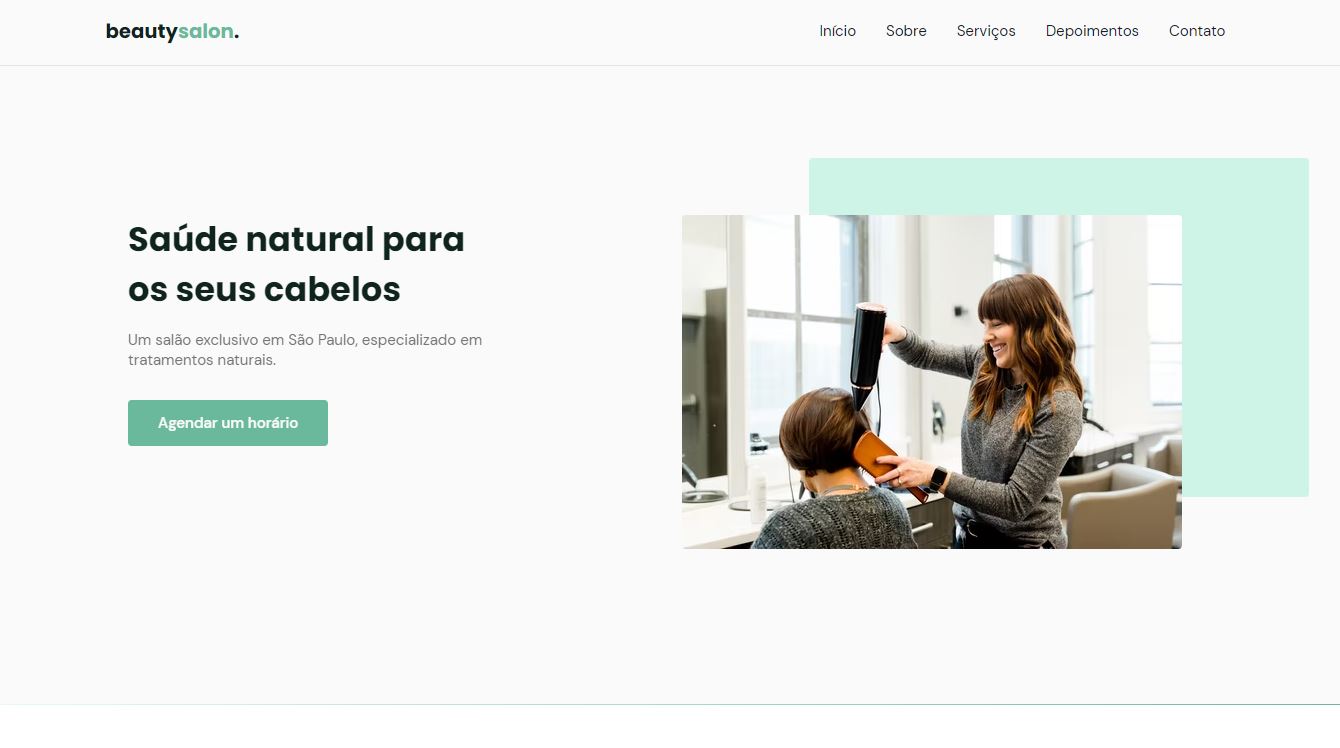 beautysalon.
Início
Sobre
Serviços
Depoimentos
Contato
Saúde natural para
os seus cabelos
Um salão exclusivo em São Paulo, especializado em
tratamentos naturais.
Agendar um horário